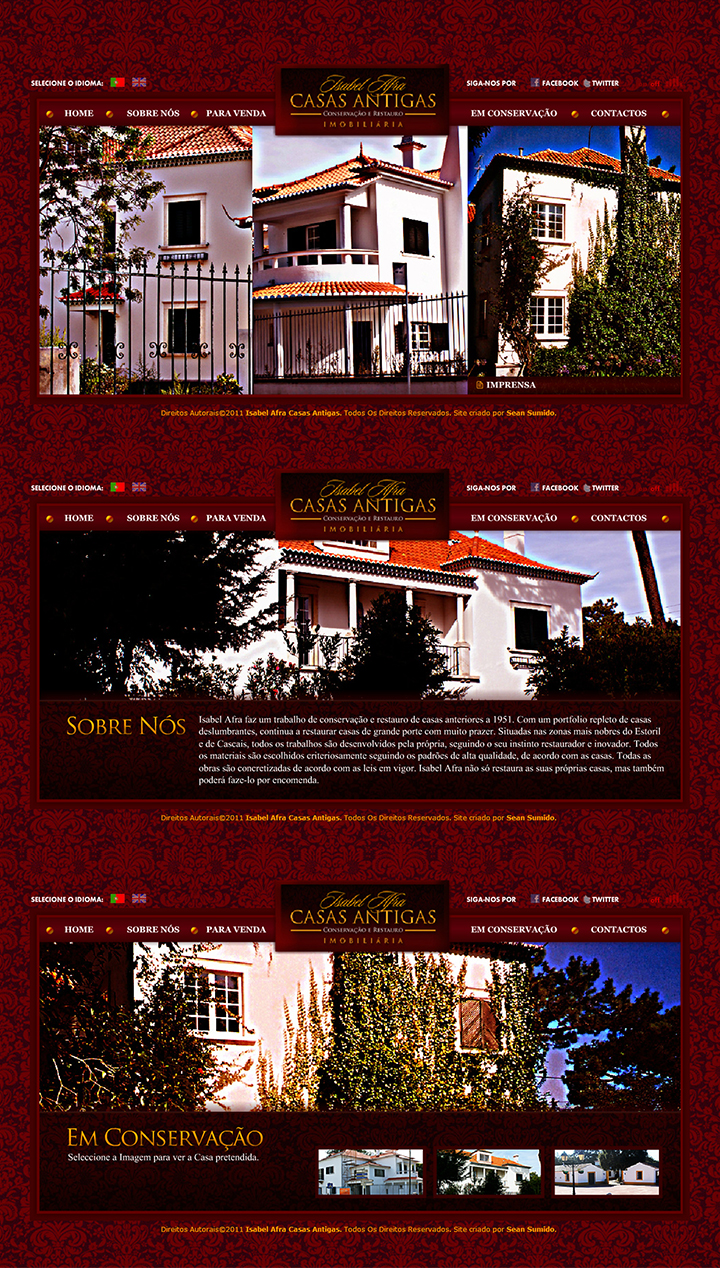 SELECIONE O IDIOMA:
Isabel Afra
CASAS ANTIGAS
CONSERVAÇÃO E RESTAURO
IMOBILIÁRIA
SIGA-NOS POR FACEBOOK TWITTER
HOME SOBRE NÓS PARA VENDA EM CONSERVAÇÃO CONTACTOS
IMPRENSA
Direitos Autorais©2011 Isabel Afra Casas Antigas. Todos Os Direitos Reservados. Site criado por Sean Sumido.
SELECIONE O IDIOMA:
Isabel Afra
CASAS ANTIGAS
CONSERVAÇÃO E RESTAURO
IMOBILIÁRIA
SIGA-NOS POR FACEBOOK TWITTER
HOME SOBRE NÓS PARA VENDA EM CONSERVAÇÃO CONTACTOS
SOBRE NÓS
Isabel Afra faz um trabalho de conservação e restauro de casas anteriores a 1951. Com um portfolio repleto de casas
deslumbrantes, continua a restaurar casas de grande porte com muito prazer. Situadas nas zonas mais nobres do Estoril
e de Cascais, todos os trabalhos são desenvolvidos pela própria, seguindo o seu instinto restaurador e inovador. Todos
os materiais são escolhidos criteriosamente seguindo os padrões de alta qualidade, de acordo com as casas. Todas as
obras são concretizadas de acordo com as leis em vigor. Isabel Afra não só restaura as suas próprias casas, mas também
poderá faze-lo por encomenda.
Direitos Autorais©2011 Isabel Afra Casas Antigas. Todos Os Direitos Reservados. Site criado por Sean Sumido.
SELECIONE O IDIOMA:
Isabel Afra
CASAS ANTIGAS
CONSERVAÇÃO E RESTAURO
IMOBILIÁRIA
SIGA-NOS POR FACEBOOK TWITTER
HOME SOBRE NÓS PARA VENDA EM CONSERVAÇÃO CONTACTOS
EM CONSERVAÇÃO
Seleccione a Imagem para ver a Casa pretendida.
Direitos Autorais©2011 Isabel Afra Casas Antigas. Todos Os Direitos Reservados. Site criado por Sean Sumido.